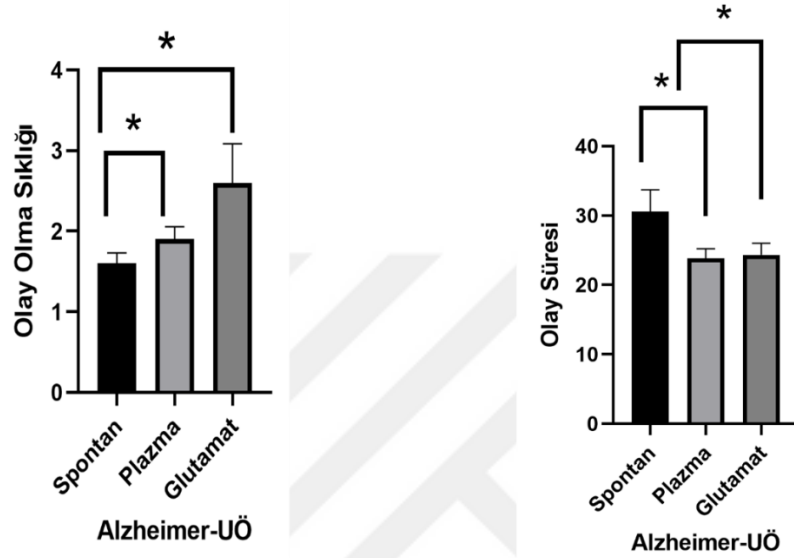 *
*
Olay Olma Sıklığı
4
3
2
1
0
Spontan
Plazma
Glutamat
Alzheimer-UÖ
*
*
Olay Süresi
40
30
20
10
0
Spontan
Plazma
Glutamat
Alzheimer-UÖ